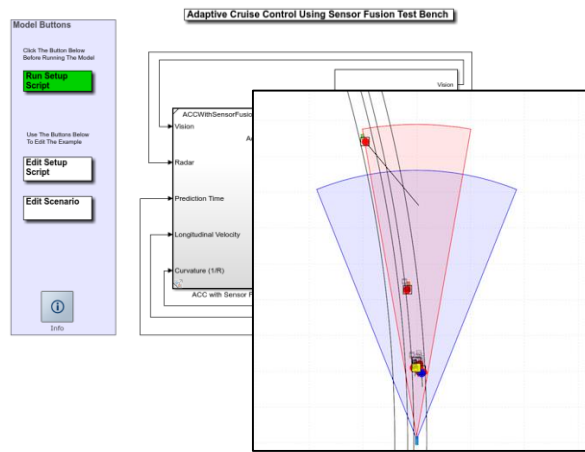 Adaptive Cruise Control Using Sensor Fusion Test Bench
Model Buttons
Click The Button Below
Before Running The Model
Run Setup
Script
Use The Buttons Below
To Edit The Example
Edit Setup
Script
Edit Scenario
Info
ACCWithSensorFusion
Vision
Radar
Prediction Time
Longitudinal Velocity
Curvature (1/R)
ACC with Sensor F
Vision